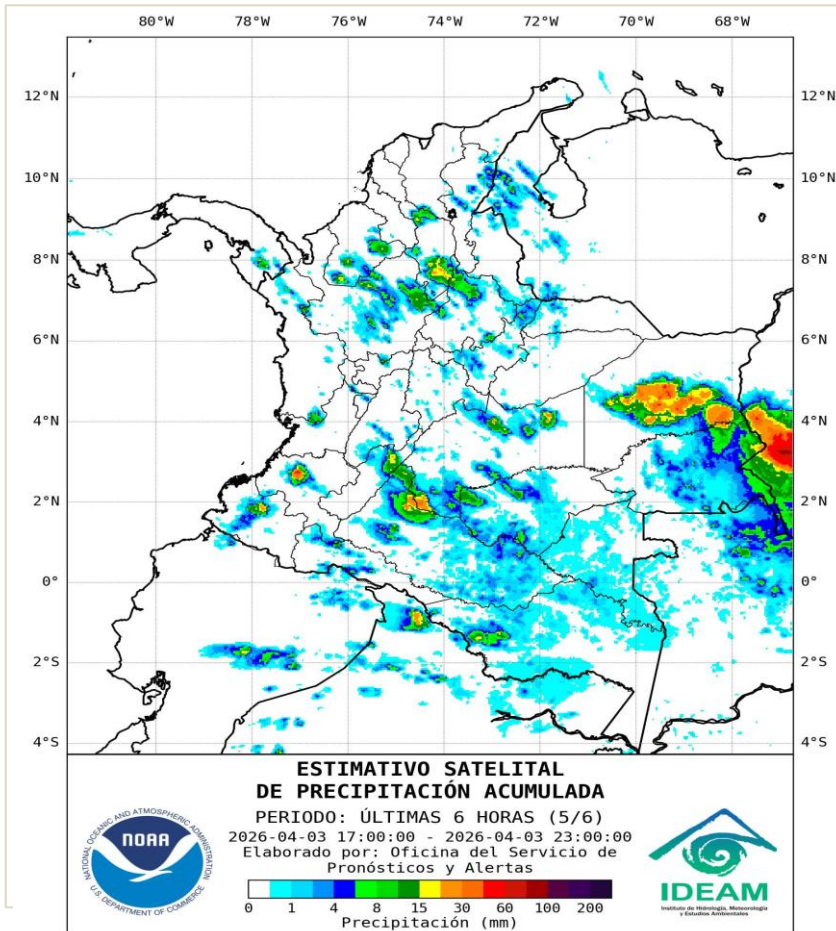 80°W 78°W 76°W 74°W 72°W 70°W 68°W
12°N 12°N
10°N 10°N
8°N 8°N
6°N 6°N
4°N 4°N
2°N 2°N
0° 0°
2°S 2°S
4°S 4°S
ESTIMATIVO SATELITAL
DE PRECIPITACIÓN ACUMULADA
PERIODO: ÚLTIMAS 6 HORAS (5/6)
2026-04-03 17:00:00 - 2026-04-03 23:00:00
Elaborado por: Oficina del Servicio de
Pronósticos y Alertas
0 1 4 8 15 30 60 100 200
Precipitación (mm)
NATIONAL OCEANIC AND ATMOSPHERIC ADMINISTRATION
NOAA
U.S. DEPARTMENT OF COMMERCE
IDEAM
Instituto de Hidrología, Meteorología
y Estudios Ambientales